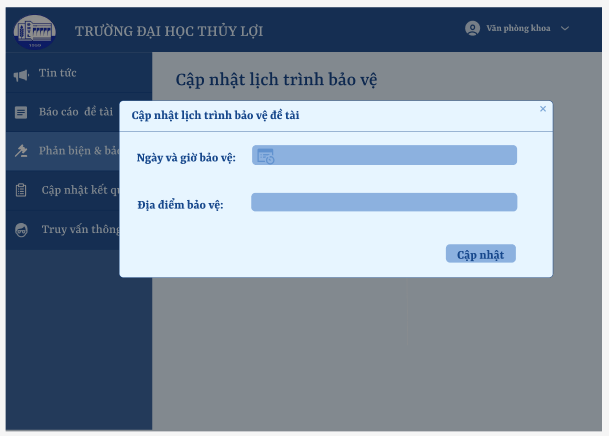 TRƯỜNG ĐẠI HỌC THỦY LỢI
Văn phòng khoa
Tin tức
Cập nhật lịch trình bảo vệ
Báo cáo đề tài
Cập nhật lịch trình bảo vệ đề tài
×
Phản biện & bảo
Ngày và giờ bảo vệ:
Cập nhật kết qu
Địa điểm bảo vệ:
Truy vấn thông
Cập nhật